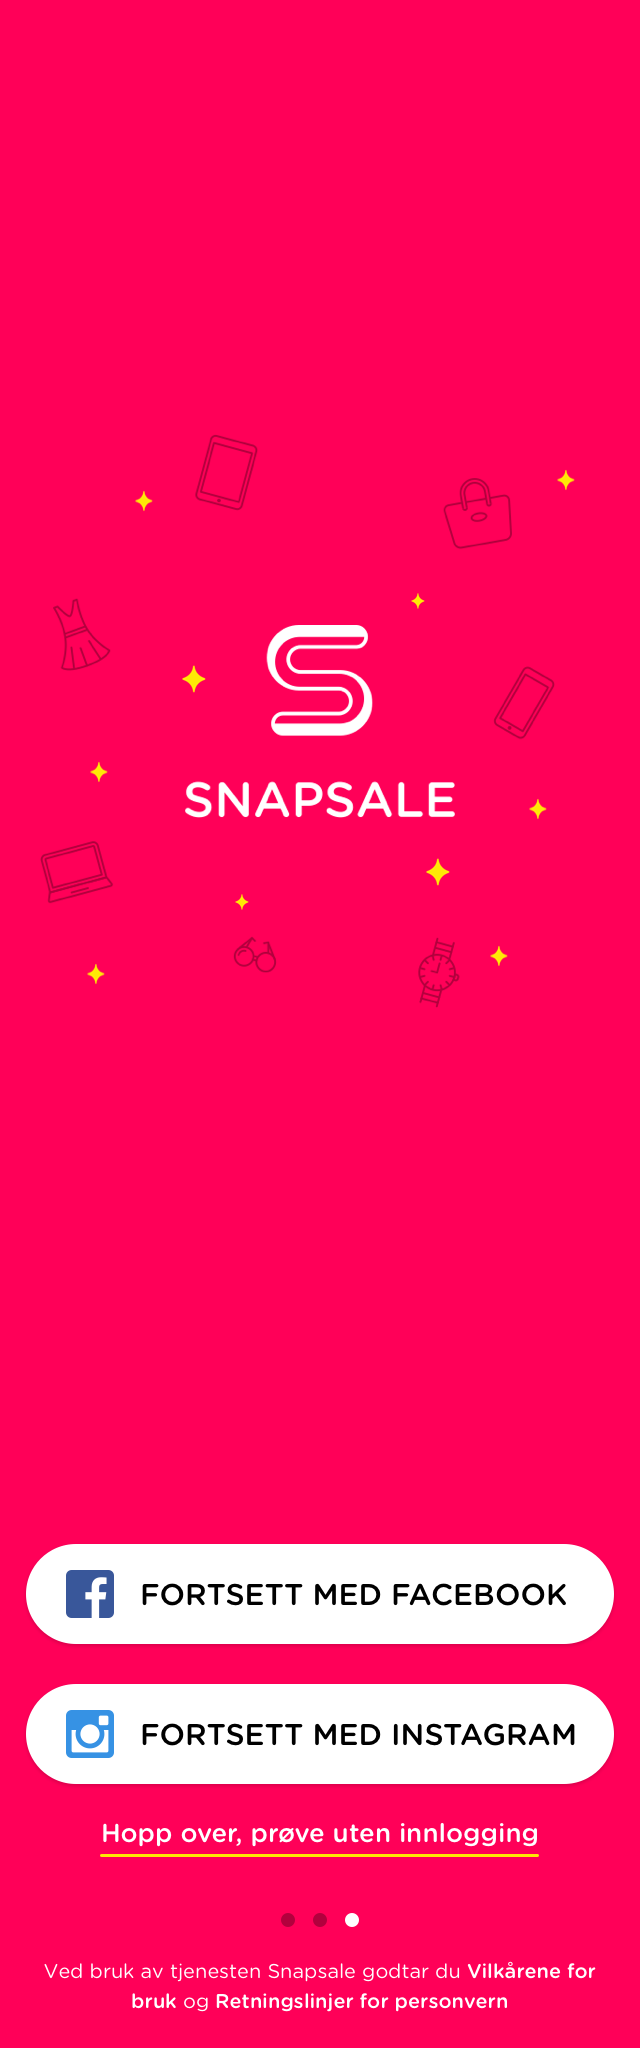 SNAPSALE
FORTSETT MED FACEBOOK
FORTSETT MED INSTAGRAM
Hopp over, prøve uten innlogging
Ved bruk av tjenesten Snapsale godtar du Vilkårene for
bruk og Retningslinjer for personvern